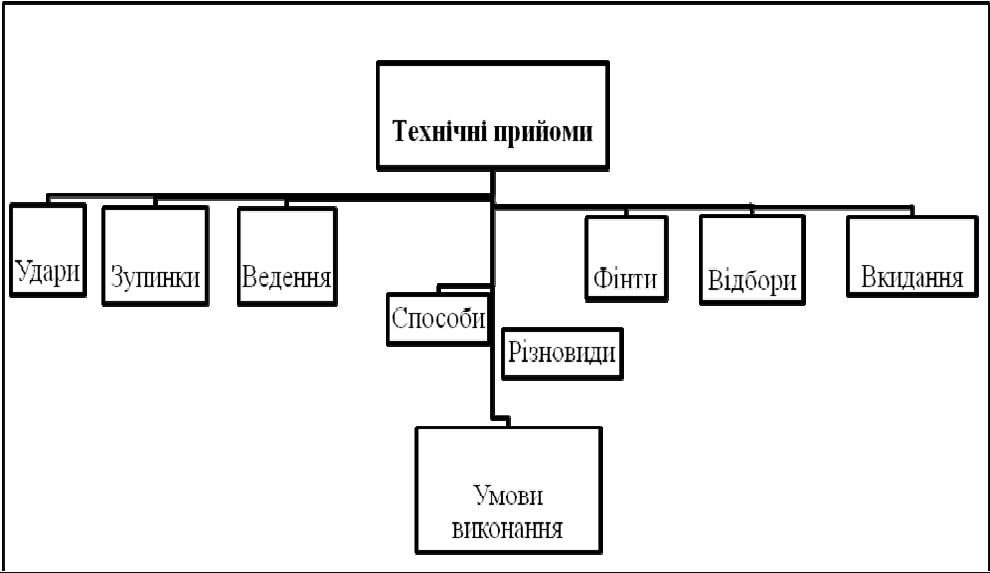 Технічні прийоми
Удари
Зупинки
Ведення
Фінти
Відбори
Вкидання
Способи
Різновиди
Умови
виконання